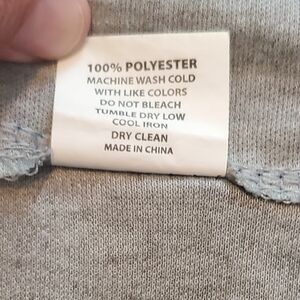 100% POLYESTER
MACHINE WASH COLD
WITH LIKE COLORS
DO NOT BLEACH
TUMBLE DRY LOW
COOL IRON
DRY CLEAN
MADE IN CHINA